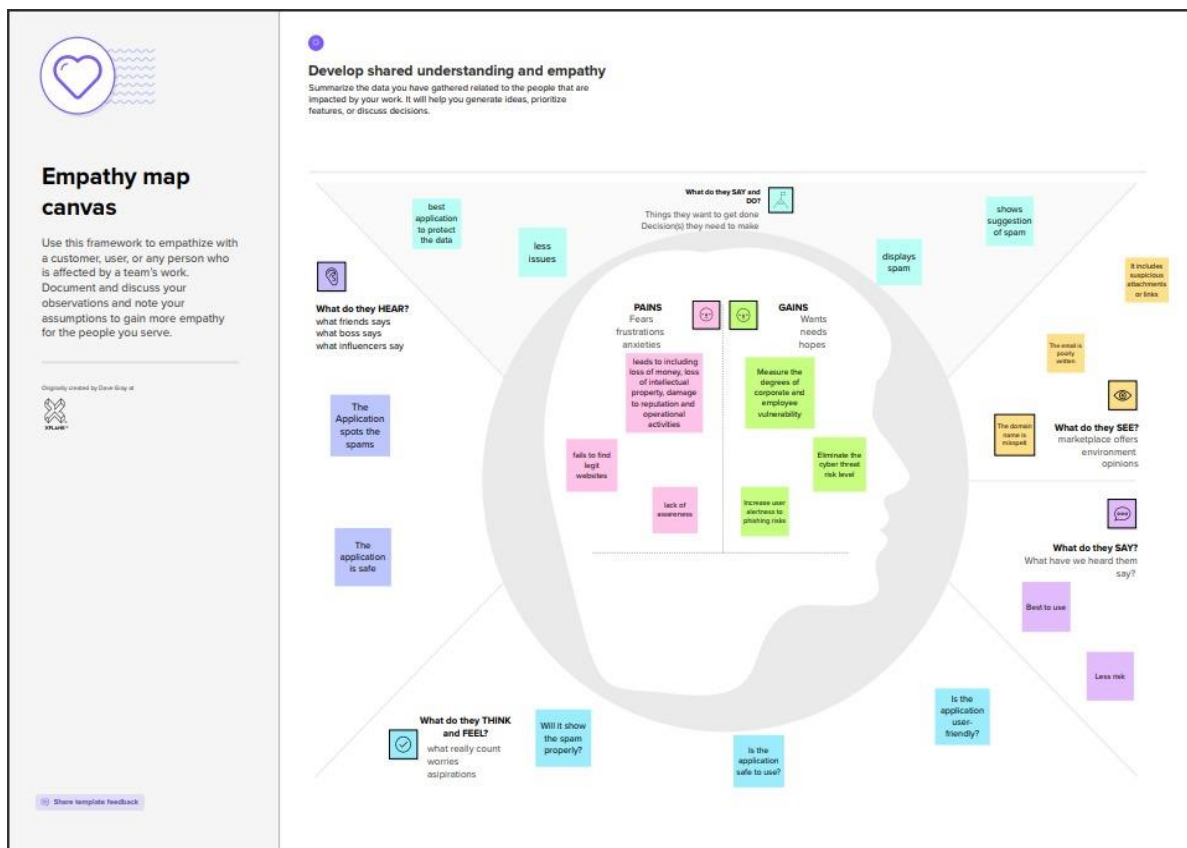 Empathy map
canvas
Use this framework to empathize with
a customer, user, or any person who
is affected by a team's work.
Document and discuss your
observations and note your
assumptions to gain more empathy
for the people you serve.
Originally created by Dave Gray at
XPLANE
Share template feedback
Develop shared understanding and empathy
Summarize the data you have gathered related to the people that are
impacted by your work. It will help you generate ideas, prioritize
features, or discuss decisions.
What do they SAY and
DO?
Things they want to get done
Decision(s) they need to make
best
application
to protect
the data
less
issues
displays
spam
shows
suggestion
of spam
What do they HEAR?
what friends says
what boss says
what influencers say
The
Application
spots the
spams
The
application
is safe
PAINS
Fears
frustrations
anxieties
leads to including
loss of money, loss
of intellectual
property, damage
to reputation and
operational
activities
fails to find
legit
websites
lack of
awareness
GAINS
Wants
needs
hopes
Measure the
degrees of
corporate and
employee
vulnerability
Eliminate the
cyber threat
risk level
Increase user
alertness to
phishing risks
It includes
suspicious
attachments
or links
The email is
poorly
written
The domain
name is
misspelt
What do they SEE?
marketplace offers
environment
opinions
What do they SAY?
What have we heard them
say?
Best to use
Less risk
What do they THINK
and FEEL?
what really count
worries
asipirations
Will it show
the spam
properly?
Is the
application
safe to use?
Is the
application
user-
friendly?